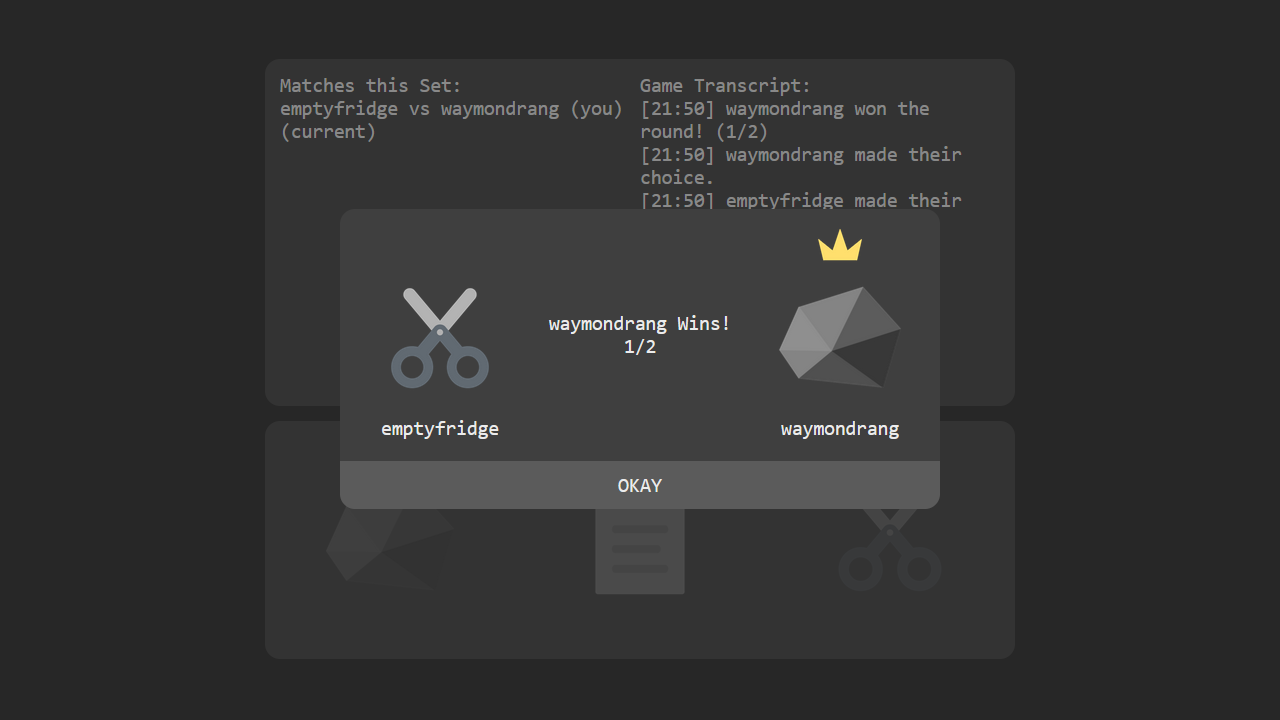 Matches this Set:
emptyfridge vs waymondrang (you)
(current)
Game Transcript:
[21:50] waymondrang won the
round! (1/2)
[21:50] waymondrang made their
choice.
[21:50] emptyfridge made their
waymondrang Wins!
1/2
emptyfridge
waymondrang
OKAY